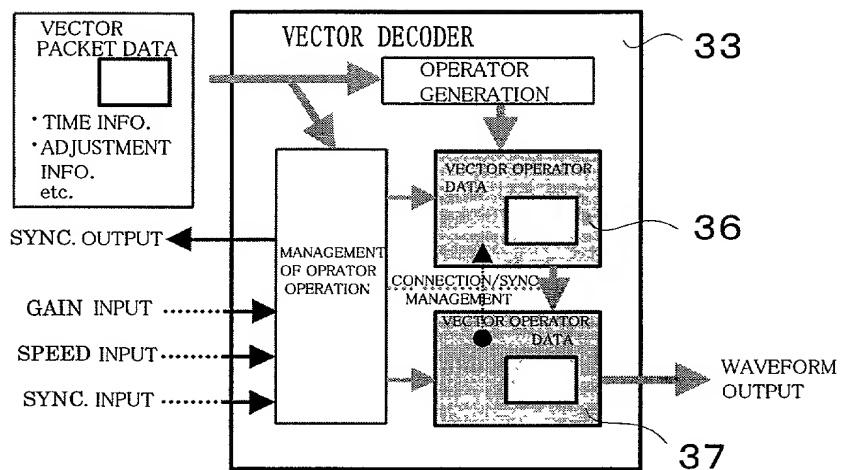 VECTOR
PACKET DATA
・TIME INFO.
・ADJUSTMENT
INFO.
etc.
VECTOR DECODER
33
OPERATOR
GENERATION
VECTOR OPERATOR
DATA
36
SYNC. OUTPUT
MANAGEMENT
OF OPRATOR
OPERATION
CONNECTION/SYNC
MANAGEMENT
GAIN INPUT
SPEED INPUT
SYNC. INPUT
VECTOR OPERATOR
DATA
WAVEFORM
OUTPUT
37